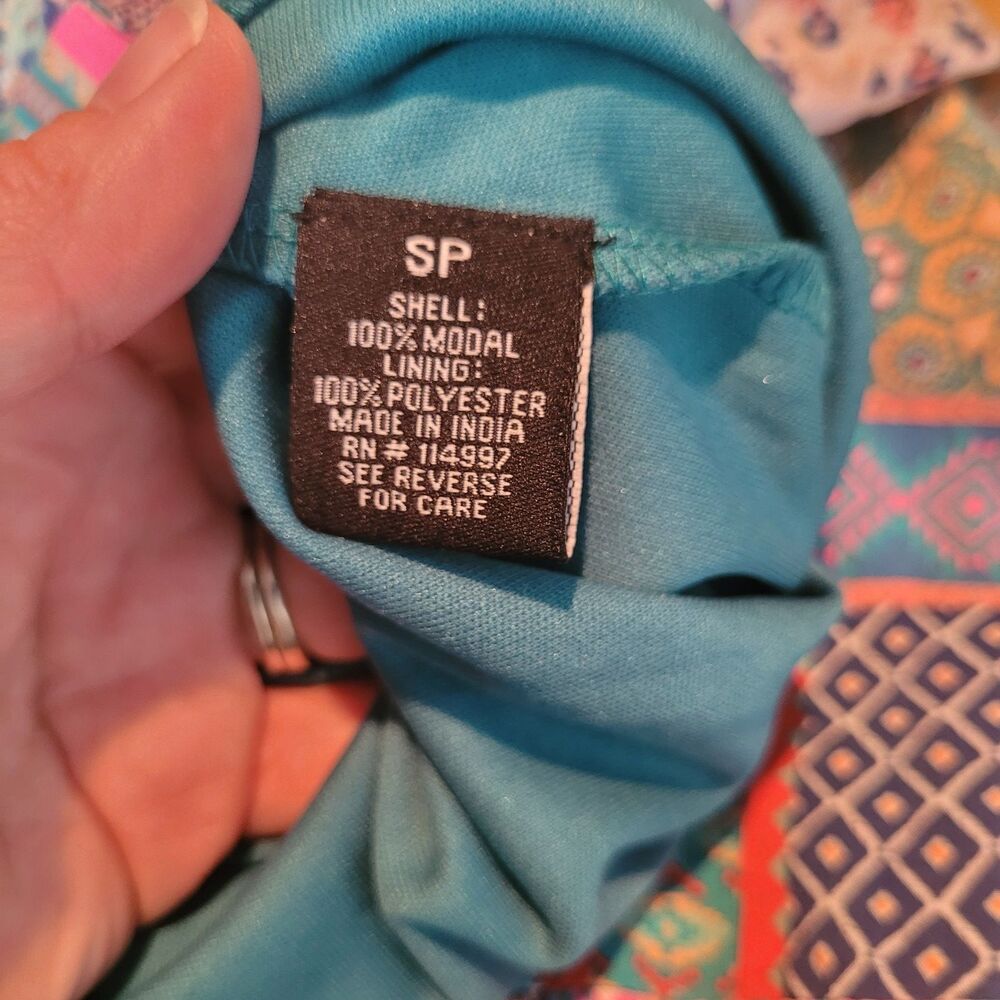 SP
SHELL:
100% MODAL
LINING:
100% POLYESTER
MADE IN INDIA
RN # 114997
SEE REVERSE
FOR CARE